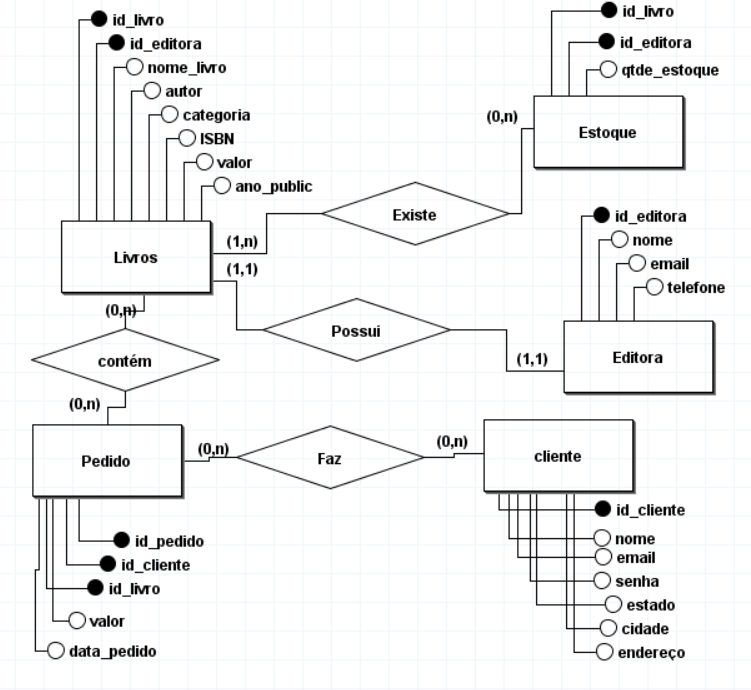 id_livro
id_editora
nome_livro
autor
categoria
ISBN
valor
ano_public
Livros
id_livro
id_editora
qtde_estoque
Estoque
(0,n)
Existe
(1,n)
(1,1)
Possui
(1,1)
id_editora
nome
email
telefone
Editora
(0,n)
contém
(0,n)
Pedido
(0,n)
Faz
(0,n)
cliente
id_pedido
id_cliente
id_livro
valor
data_pedido
id_cliente
nome
email
senha
estado
cidade
endereço